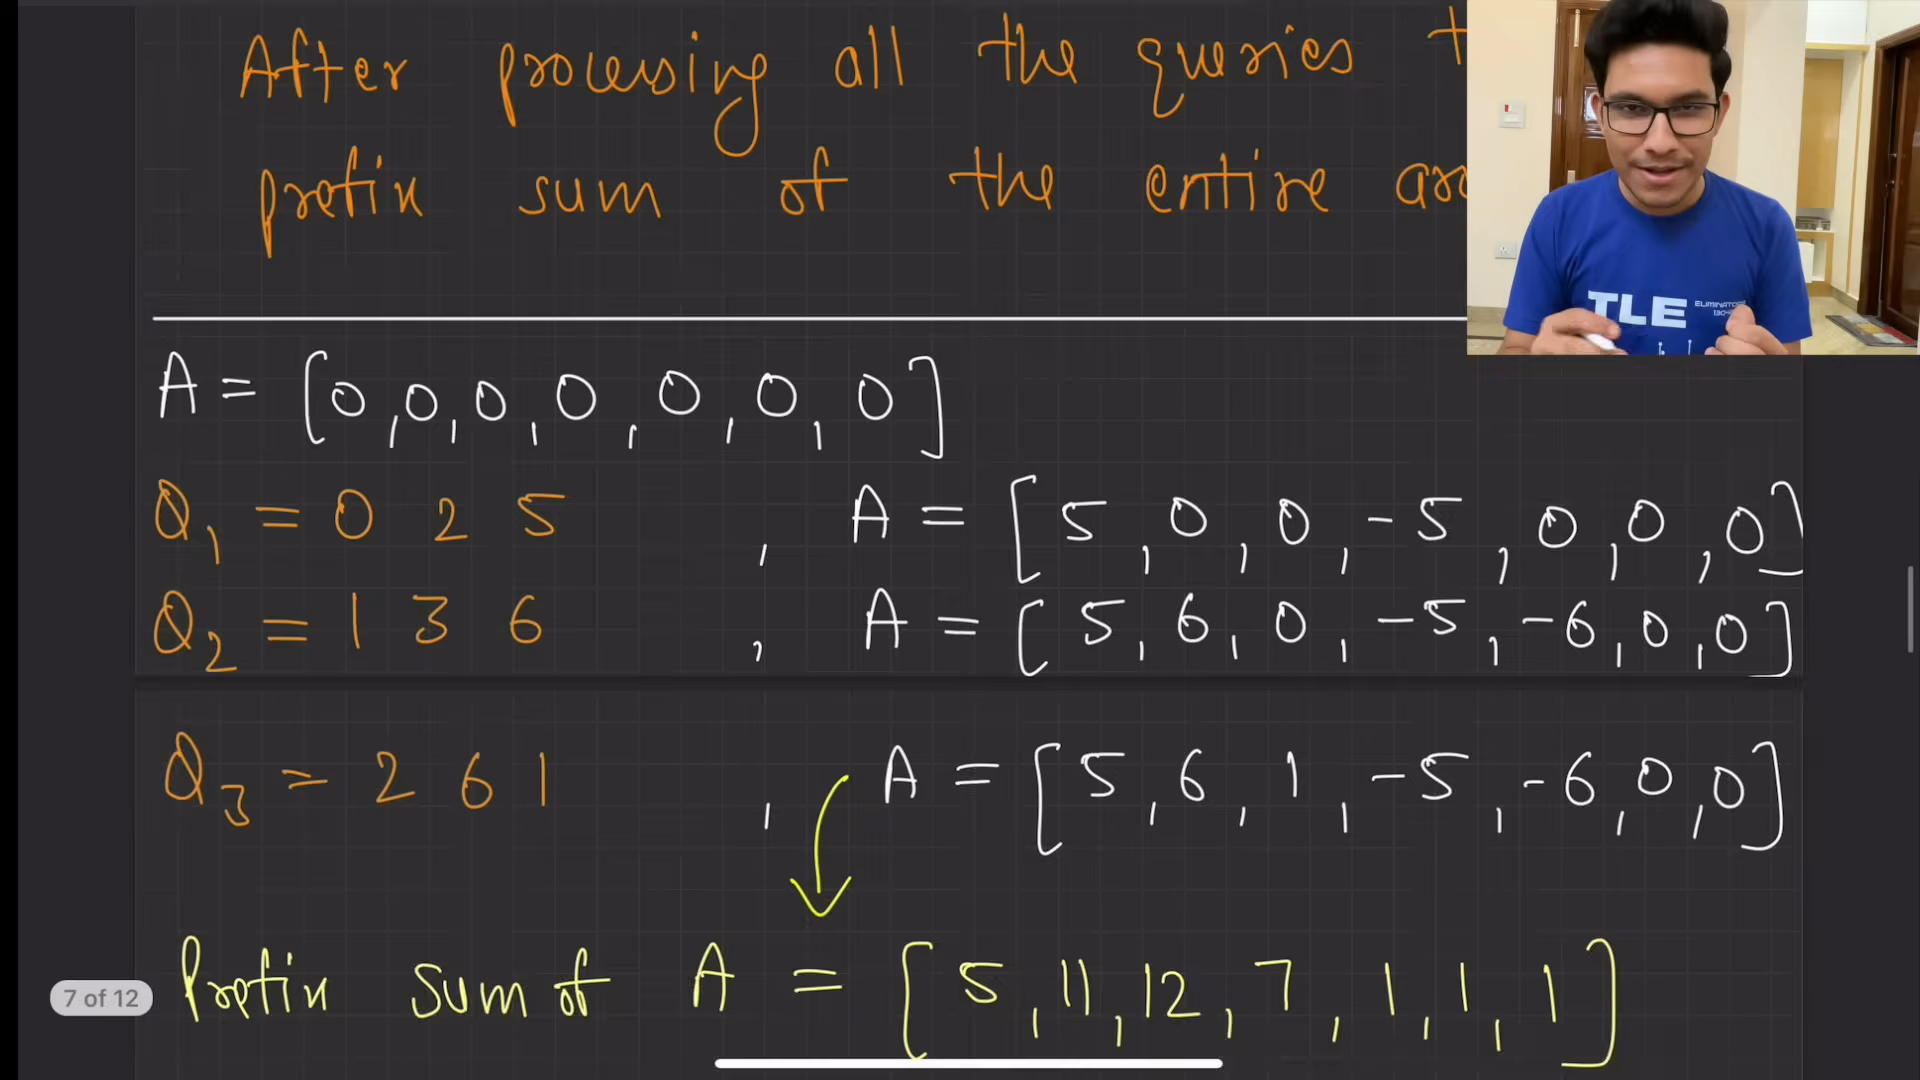 After processing all the queries
prefix sum of the entire
A = [0,0,0,0,0,0,0]
Q1 = 0 2 5 , A = [5,0,0,-5,0,0,0]
Q2 = 1 3 6 , A = [5,6,0,-5,-6,0,0]
Q3 = 2 6 1 , A = [5,6,1,-5,-6,0,0]
Prefix sum of A = [5,11,12,7,1,1,1]
7 of 12
TLE